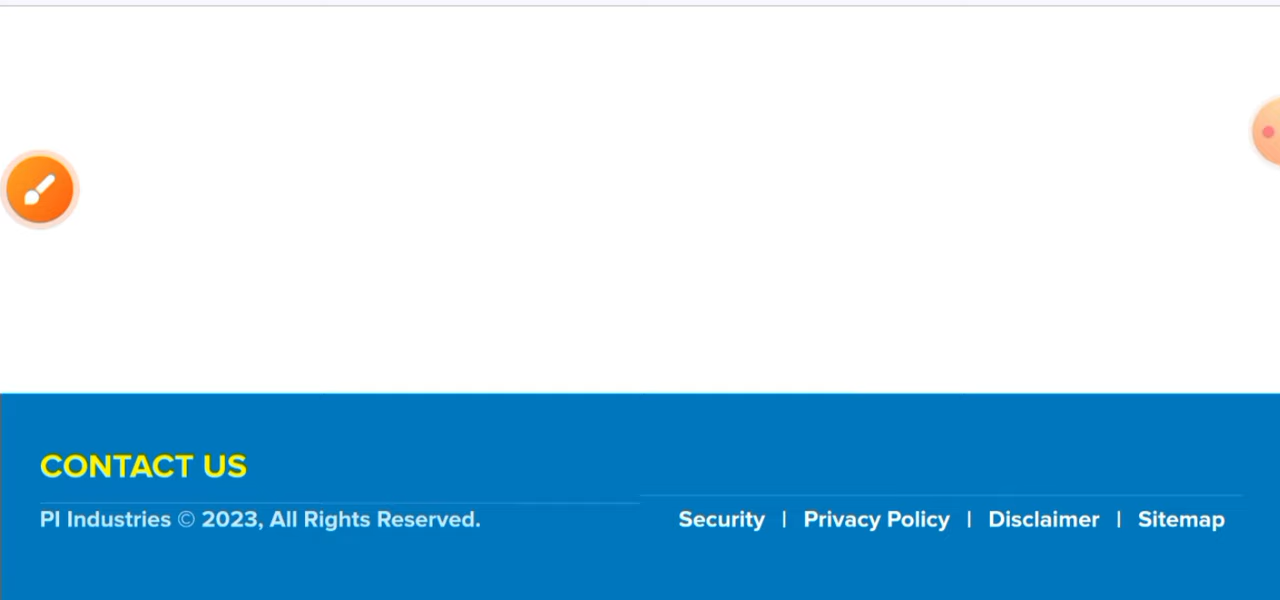 CONTACT US
PI Industries © 2023, All Rights Reserved.
Security | Privacy Policy | Disclaimer | Sitemap